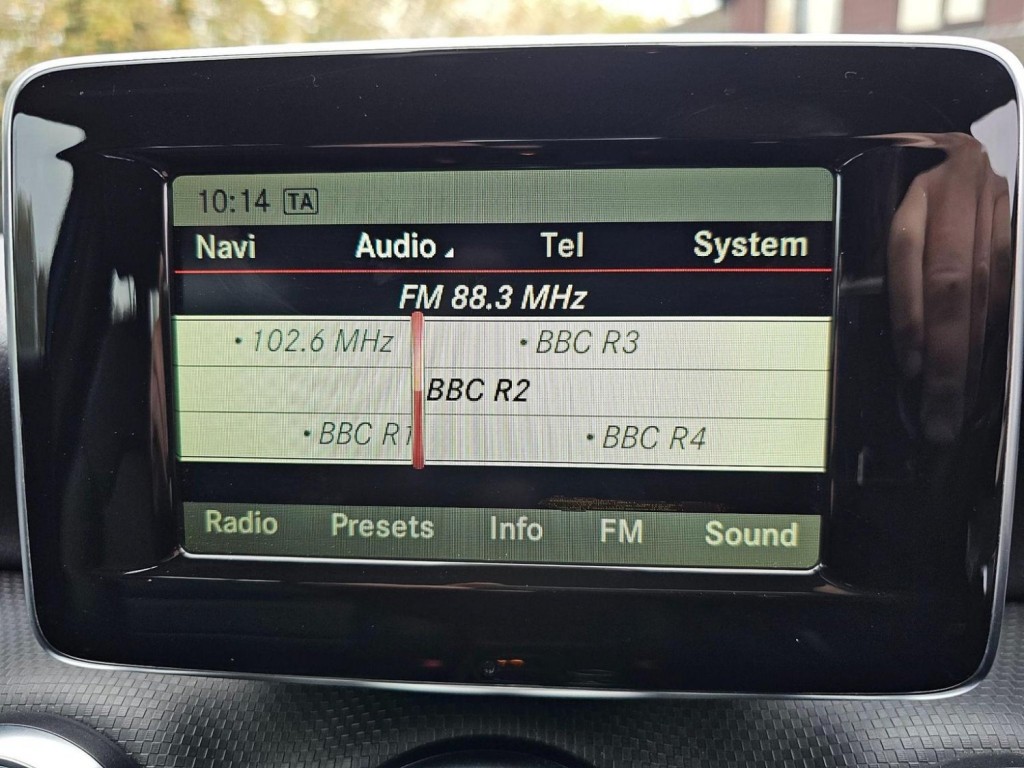 10:14 TA
Navi Audio Tel System
FM 88.3 MHz
• 102.6 MHz • BBC R3
BBC R2
• BBC R1 • BBC R4
Radio Presets Info FM Sound